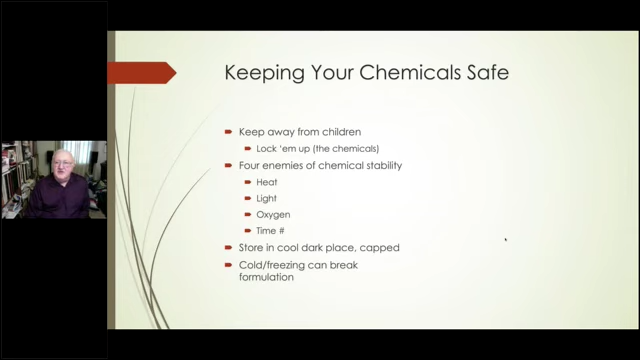 Keeping Your Chemicals Safe
Keep away from children
Lock 'em up (the chemicals)
Four enemies of chemical stability
Heat
Light
Oxygen
Time #
Store in cool dark place, capped
Cold/freezing can break
formulation